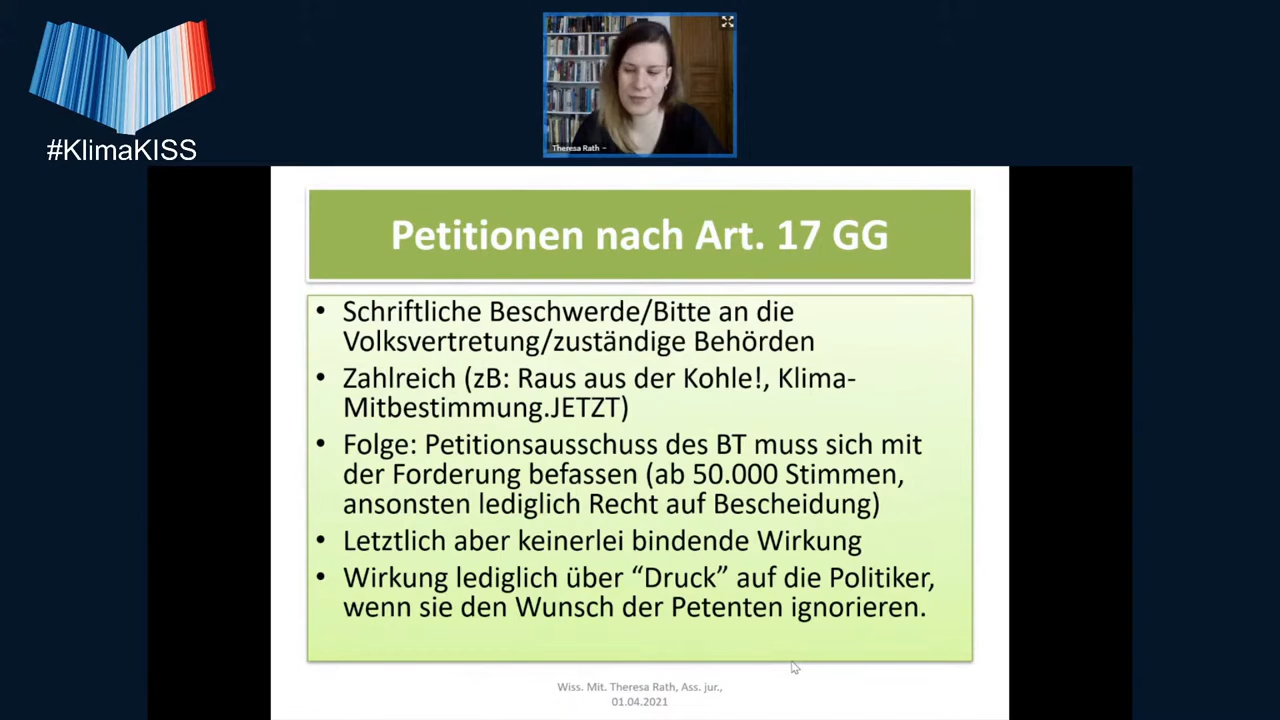 #KlimaKISS
Theresa Rath –
Petitionen nach Art. 17 GG
• Schriftliche Beschwerde/Bitte an die
Volksvertretung/zuständige Behörden
• Zahlreich (zB: Raus aus der Kohle!, Klima-
Mitbestimmung.JETZT)
• Folge: Petitionsausschuss des BT muss sich mit
der Forderung befassen (ab 50.000 Stimmen,
ansonsten lediglich Recht auf Bescheidung)
• Letztlich aber keinerlei bindende Wirkung
• Wirkung lediglich über “Druck” auf die Politiker,
wenn sie den Wunsch der Petenten ignorieren.
Wiss. Mit. Theresa Rath, Ass. jur.,
01.04.2021